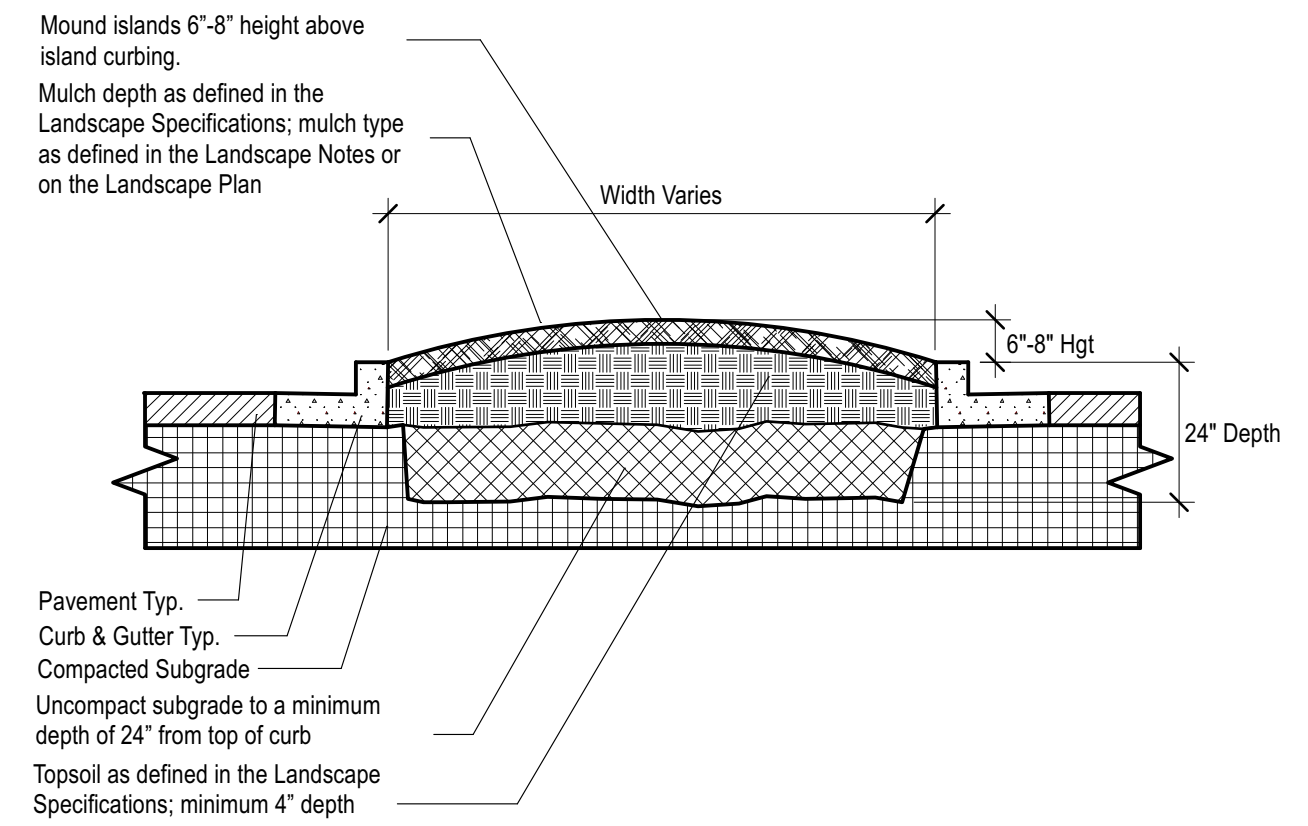 Mound islands 6”-8” height above
island curbing.
Mulch depth as defined in the
Landscape Specifications; mulch type
as defined in the Landscape Notes or
on the Landscape Plan
Width Varies
6"-8" Hgt
24" Depth
Pavement Typ.
Curb & Gutter Typ.
Compacted Subgrade
Uncompact subgrade to a minimum
depth of 24” from top of curb
Topsoil as defined in the Landscape
Specifications; minimum 4” depth